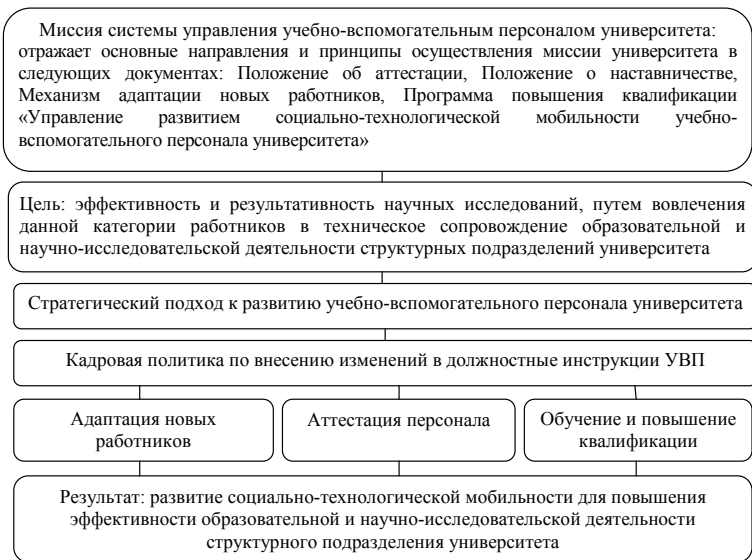 Миссия системы управления учебно-вспомогательным персоналом университета:
отражает основные направления и принципы осуществления миссии университета в
следующих документах: Положение об аттестации, Положение о наставничестве,
Механизм адаптации новых работников, Программа повышения квалификации
«Управление развитием социально-технологической мобильности учебно-
вспомогательного персонала университета»
Цель: эффективность и результативность научных исследований, путем вовлечения
данной категории работников в техническое сопровождение образовательной и
научно-исследовательской деятельности структурных подразделений университета
Стратегический подход к развитию учебно-вспомогательного персонала университета
Кадровая политика по внесению изменений в должностные инструкции УВП
Адаптация новых
работников
Аттестация персонала
Обучение и повышение
квалификации
Результат: развитие социально-технологической мобильности для повышения
эффективности образовательной и научно-исследовательской деятельности
структурного подразделения университета